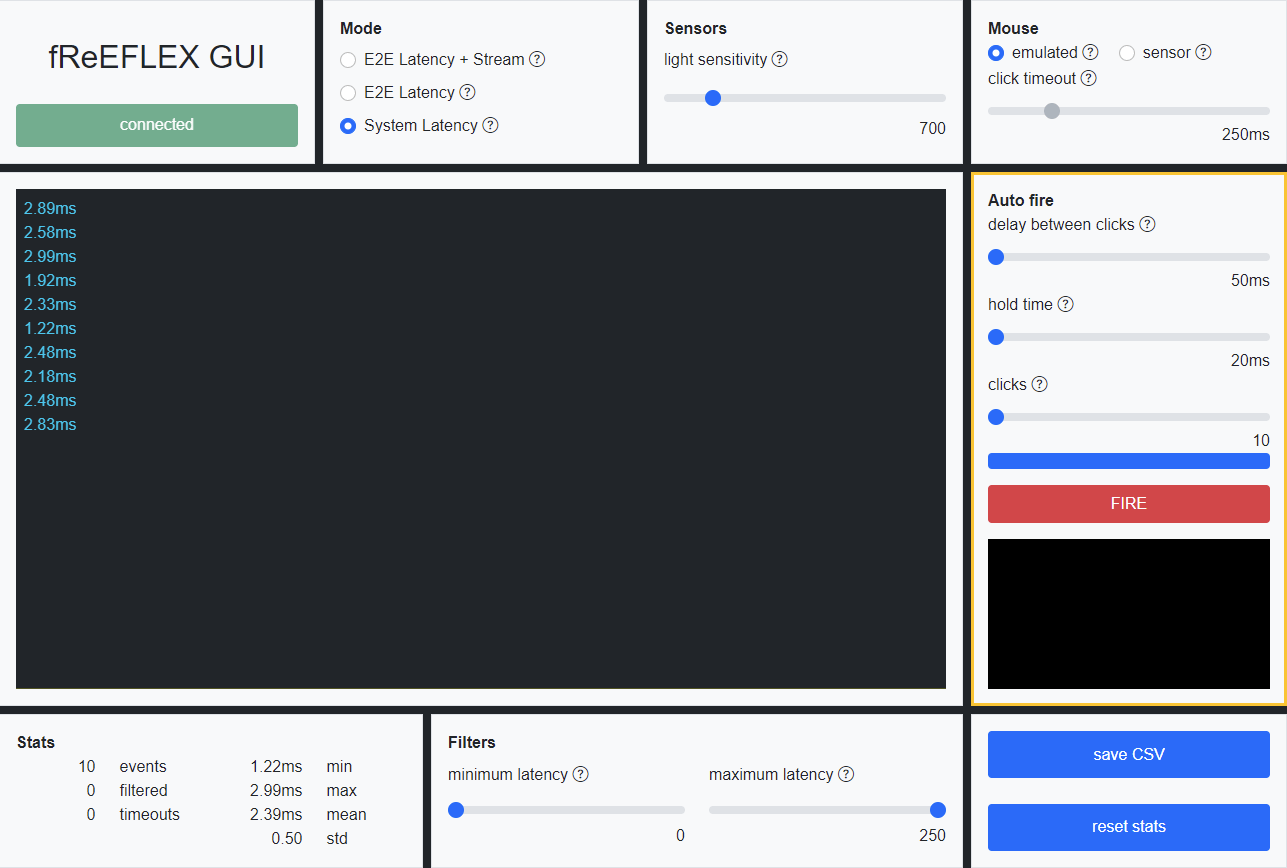 fReEFLEX GUI
connected
Mode
E2E Latency + Stream ?
E2E Latency ?
System Latency ?
Sensors
light sensitivity ?
700
Mouse
emulated ? sensor ?
click timeout ?
250ms
2.89ms
2.58ms
2.99ms
1.92ms
2.33ms
1.22ms
2.48ms
2.18ms
2.48ms
2.83ms
Auto fire
delay between clicks ?
50ms
hold time ?
20ms
clicks ?
10
FIRE
Stats
10 events 1.22ms min
0 filtered 2.99ms max
0 timeouts 2.39ms mean
0.50 std
Filters
minimum latency ? maximum latency ?
0 250
save CSV
reset stats